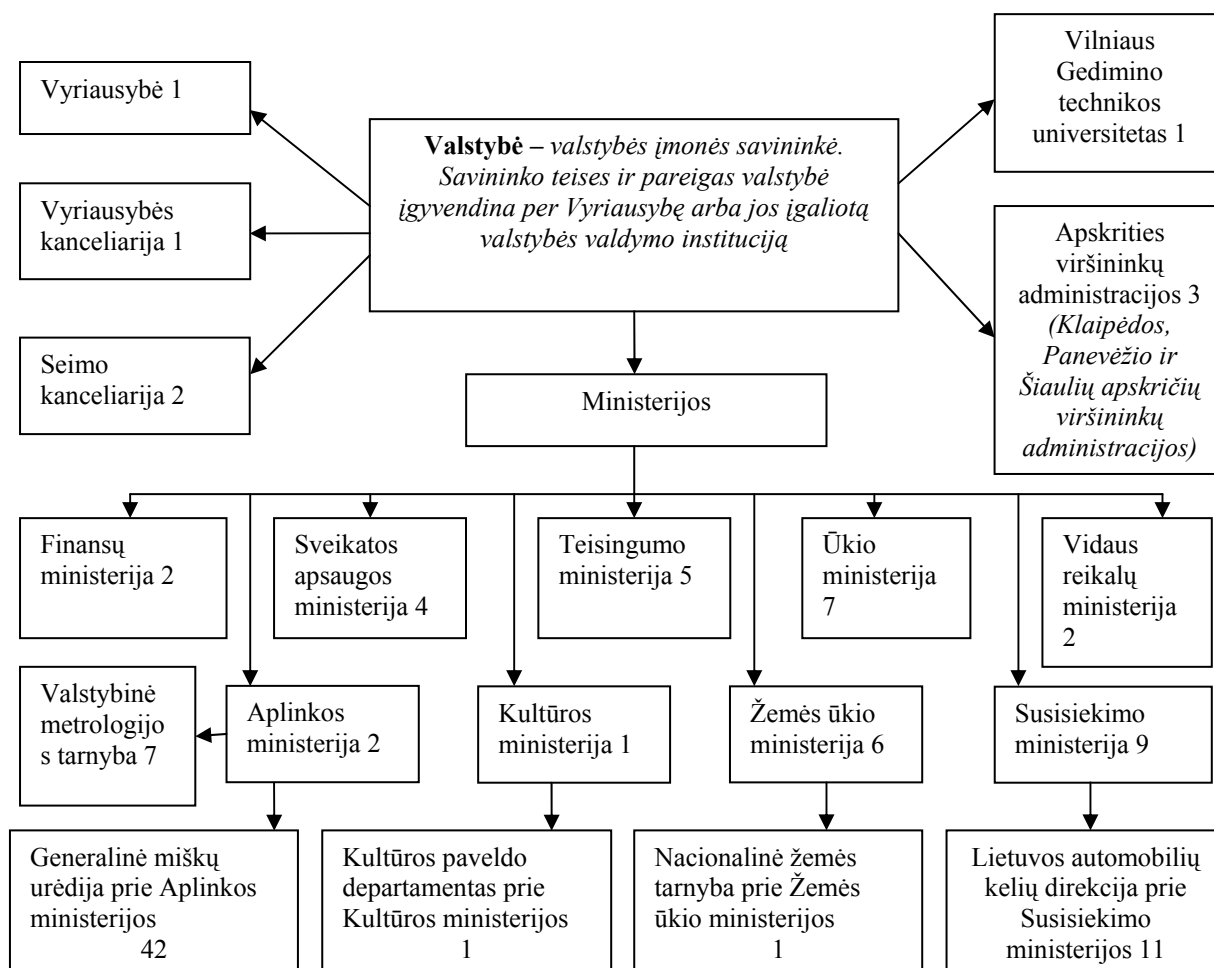 Vyriausybė 1
Vyriausybės
kanceliarija 1
Seimo
kanceliarija 2
Valstybė – valstybės įmonės savininkė.
Savininko teises ir pareigas valstybė
įgyvendina per Vyriausybę arba jos įgaliotą
valstybės valdymo instituciją
Vilniaus
Gedimino
technikos
universitetas 1
Apskrities
viršininkų
administracijos 3
(Klaipėdos,
Panevėžio ir
Šiaulių apskričių
viršininkų
administracijos)
Ministerijos
Finansų
ministerija 2
Sveikatos
apsaugos
ministerija 4
Teisingumo
ministerija 5
Ūkio
ministerija
7
Vidaus
reikalų
ministerija
2
Valstybinė
metrologijo
s tarnyba 7
Aplinkos
ministerija 2
Kultūros
ministerija 1
Žemės ūkio
ministerija 6
Susisiekimo
ministerija 9
Generalinė miškų
urėdija prie Aplinkos
ministerijos
42
Kultūros paveldo
departamentas prie
Kultūros ministerijos
1
Nacionalinė žemės
tarnyba prie Žemės
ūkio ministerijos
1
Lietuvos automobilių
kelių direkcija prie
Susisiekimo
ministerijos 11